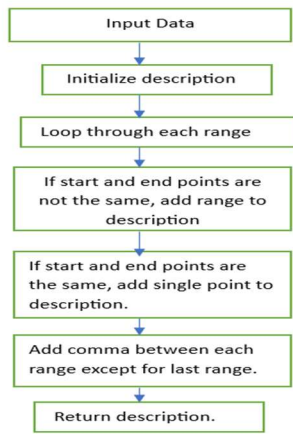 Input Data
Initialize description
Loop through each range
If start and end points are
not the same, add range to
description
If start and end points are
the same, add single point to
description.
Add comma between each
range except for last range.
Return description.